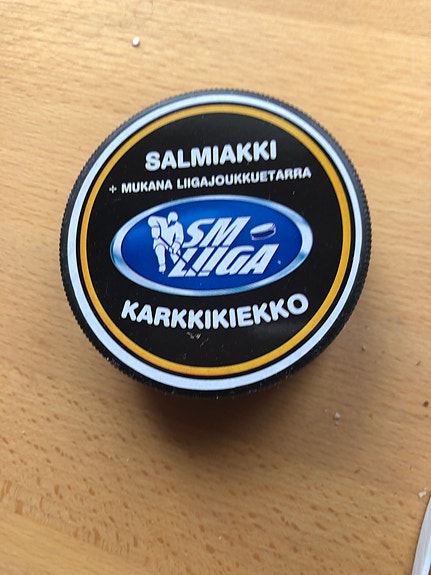 SALMIAKKI
+ MUKANA LIIGAJOUKKUETARRA
SM
LIIGA
KARKKIKIEKKO